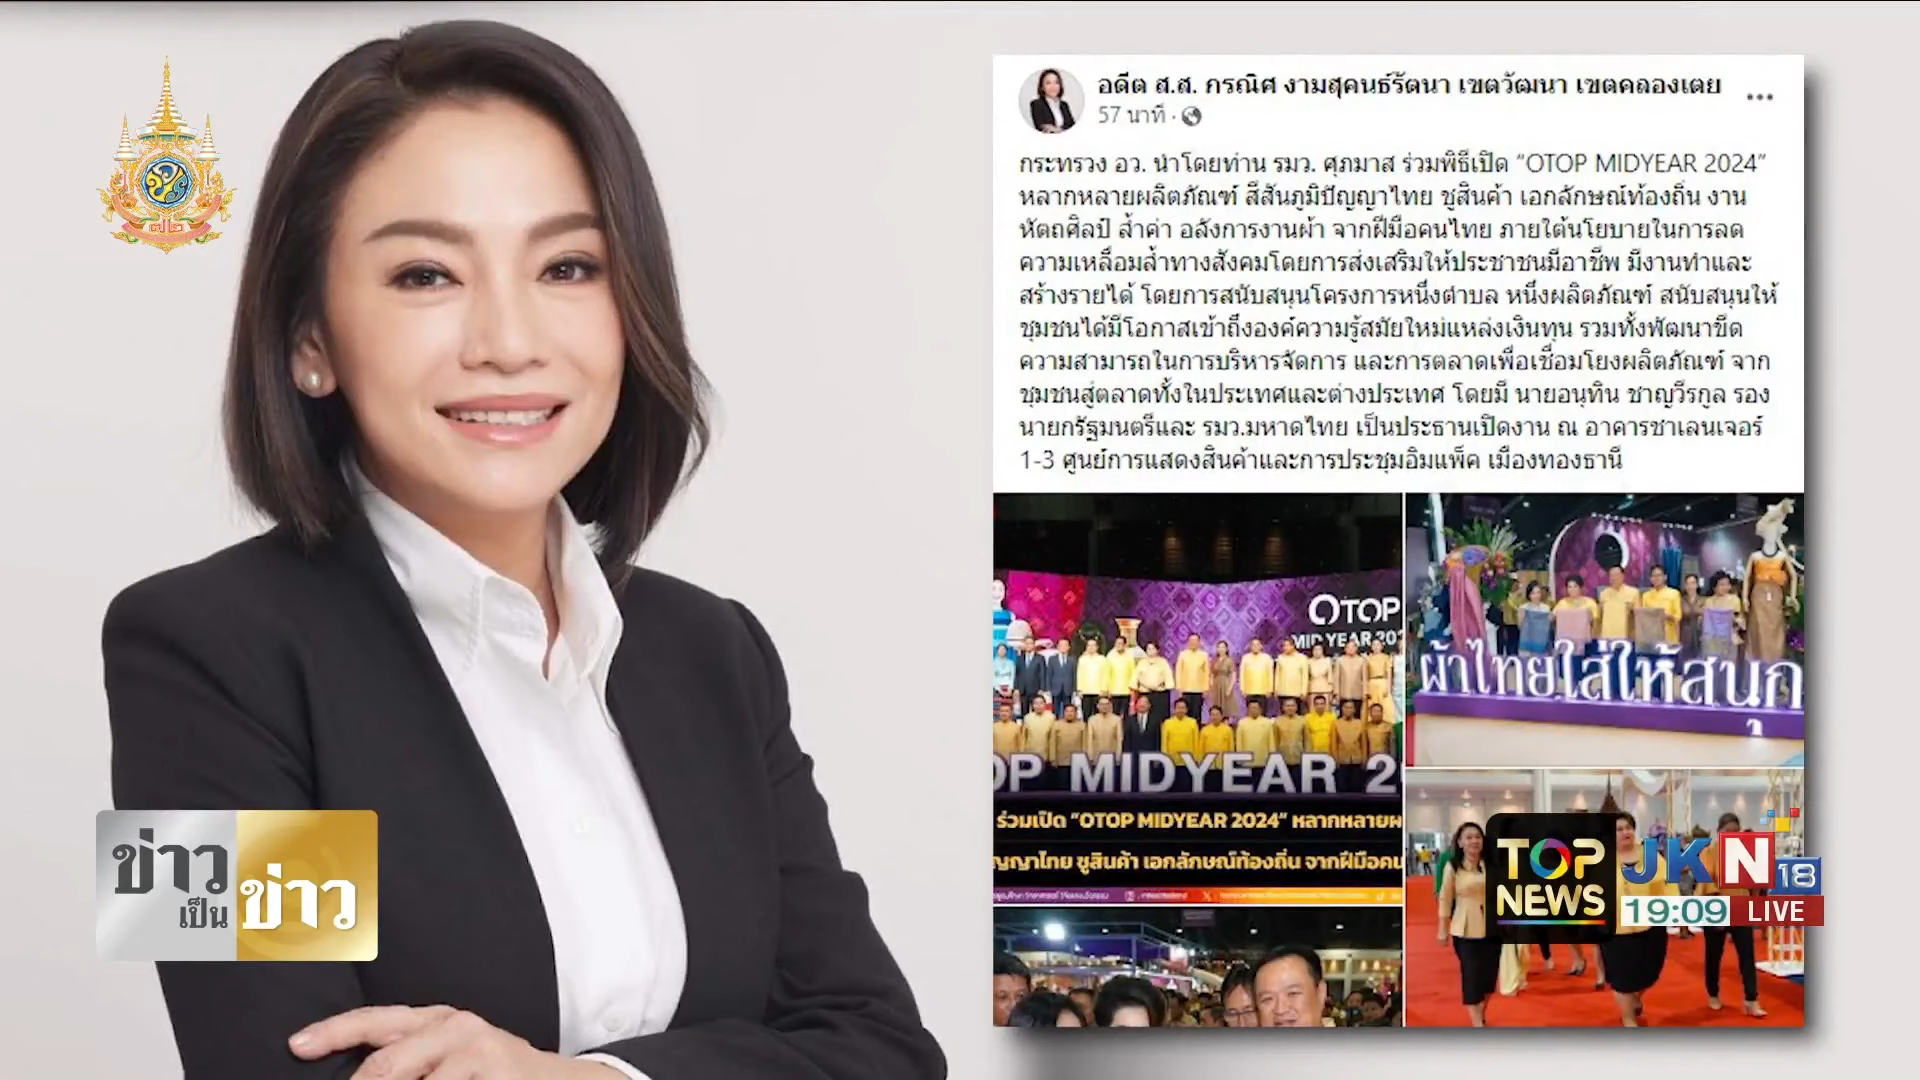 อดีต ส.ส. กรณิศ งามสุคนธ์รัตนา เขตวัฒนา เขตคลองเตย
57 นาที ·
กระทรวง อว. นำโดยท่าน รมว. ศุภมาส ร่วมพิธีเปิด “OTOP MIDYEAR 2024”
หลากหลายผลิตภัณฑ์ สีสันภูมิปัญญาไทย ชูสินค้า เอกลักษณ์ท้องถิ่น งาน
หัตถศิลป์ ล้ำค่า อลังการงานผ้า จากฝีมือคนไทย ภายใต้นโยบายในการลด
ความเหลื่อมล้ำทางสังคมโดยการส่งเสริมให้ประชาชนมีอาชีพ มีงานทำและ
สร้างรายได้ โดยการสนับสนุนโครงการหนึ่งตำบล หนึ่งผลิตภัณฑ์ สนับสนุนให้
ชุมชนได้มีโอกาสเข้าถึงองค์ความรู้สมัยใหม่แหล่งเงินทุน รวมทั้งพัฒนาขีด
ความสามารถในการบริหารจัดการ และการตลาดเพื่อเชื่อมโยงผลิตภัณฑ์ จาก
ชุมชนสู่ตลาดทั้งในประเทศและต่างประเทศ โดยมี นายอนุทิน ชาญวีรกูล รอง
นายกรัฐมนตรีและ รมว.มหาดไทย เป็นประธานเปิดงาน ณ อาคารชาเลนเจอร์
1-3 ศูนย์การแสดงสินค้าและการประชุมอิมแพ็ค เมืองทองธานี
OTOP
MID YEAR 202
OP MIDYEAR 2
ร่วมเปิด “OTOP MIDYEAR 2024” หลากหลายผ
ญญาไทย ชูสินค้า เอกลักษณ์ท้องถิ่น จากฝีมือคน
ผ้าไทยใส่ให้สนุก
ข่าว
เป็น
ข่าว
TOP
NEWS
JKN
18
19:09
LIVE